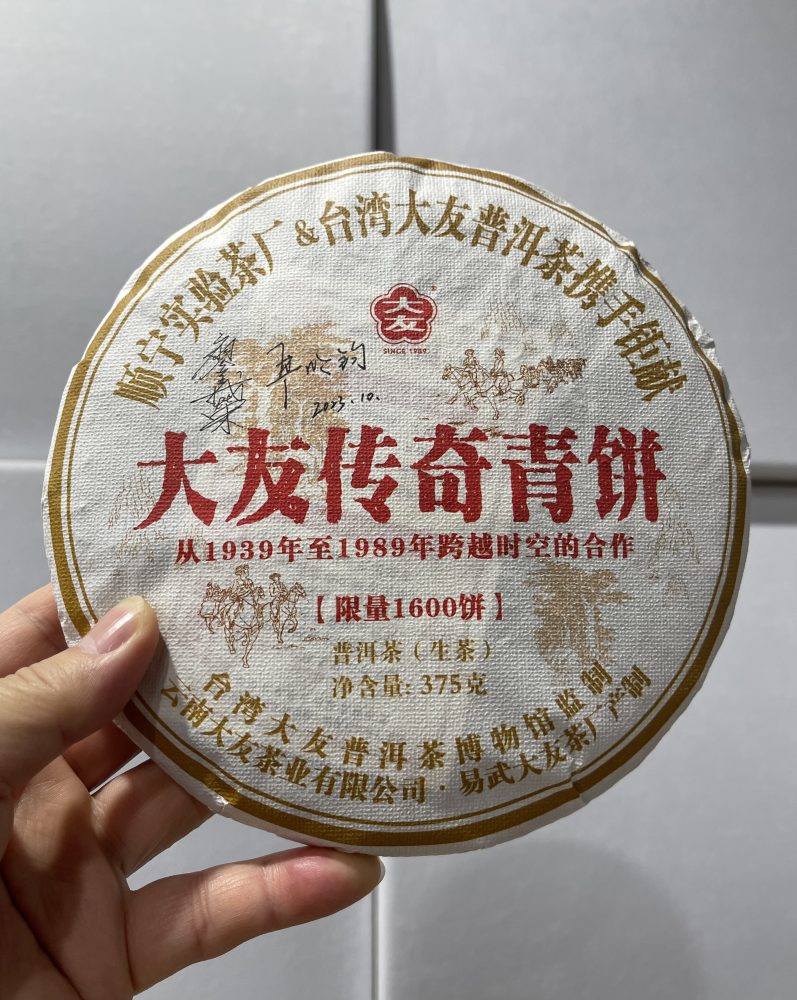 顺宁实验茶厂&台湾大友普洱茶携手钜献
大友
SINCE 1989
2023.10.
大友传奇青饼
从1939年至1989年跨越时空的合作
【限量1600饼】
普洱茶（生茶）
净含量: 375克
台湾大友普洱茶博物馆监制
云南大友茶业有限公司·易武大友茶厂产制